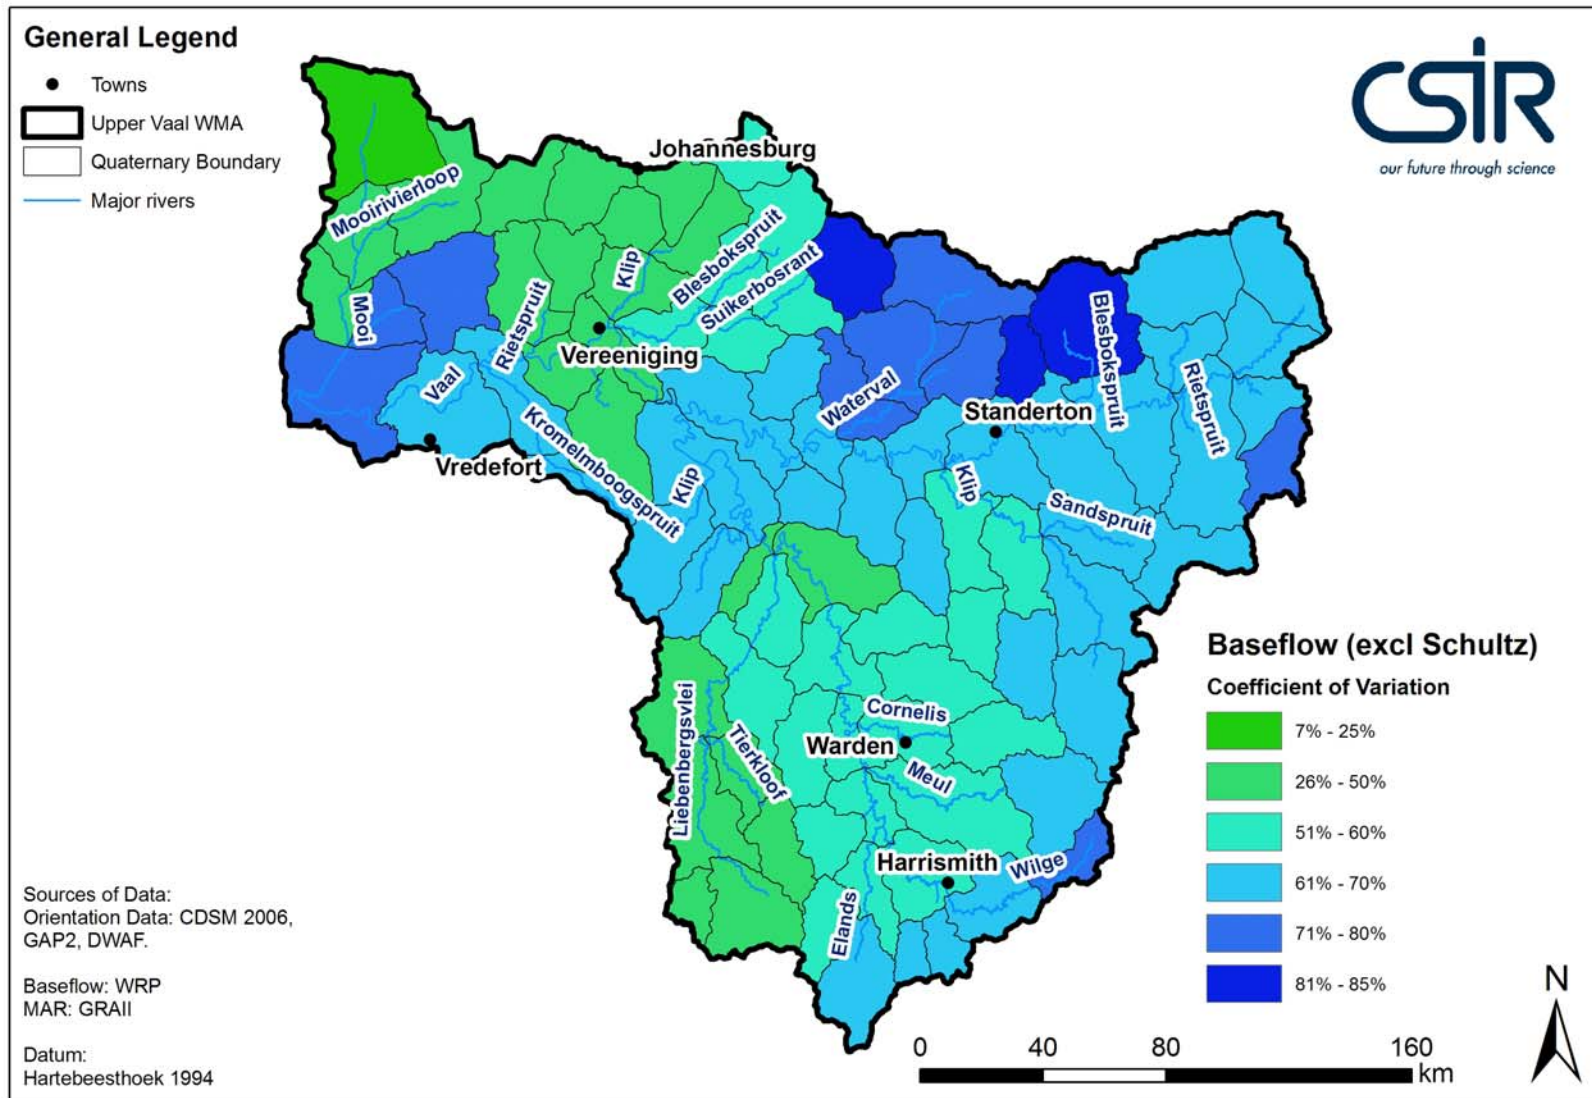 General Legend
Towns
Upper Vaal WMA
Quaternary Boundary
Major rivers
CSIR
our future through science
Johannesburg
Mooirivierloop
Klip
Blesbokspruit
Suikerbosrant
Mooi
Rietspruit
Vereeniging
Vaal
Kromelmboogspruit
Vredefort
Klip
Waterval
Standerton
Blesbokspruit
Rietspruit
Klip
Sandspruit
Liebenbergsvlei
Tierkloof
Cornelis
Warden
Meul
Harrismith
Wilge
Elands
Baseflow (excl Schultz)
Coefficient of Variation
7% - 25%
26% - 50%
51% - 60%
61% - 70%
71% - 80%
81% - 85%
Sources of Data:
Orientation Data: CDSM 2006,
GAP2, DWAF.
Baseflow: WRP
MAR: GRAII
Datum:
Hartebeesthoek 1994
0 40 80 160
km
N